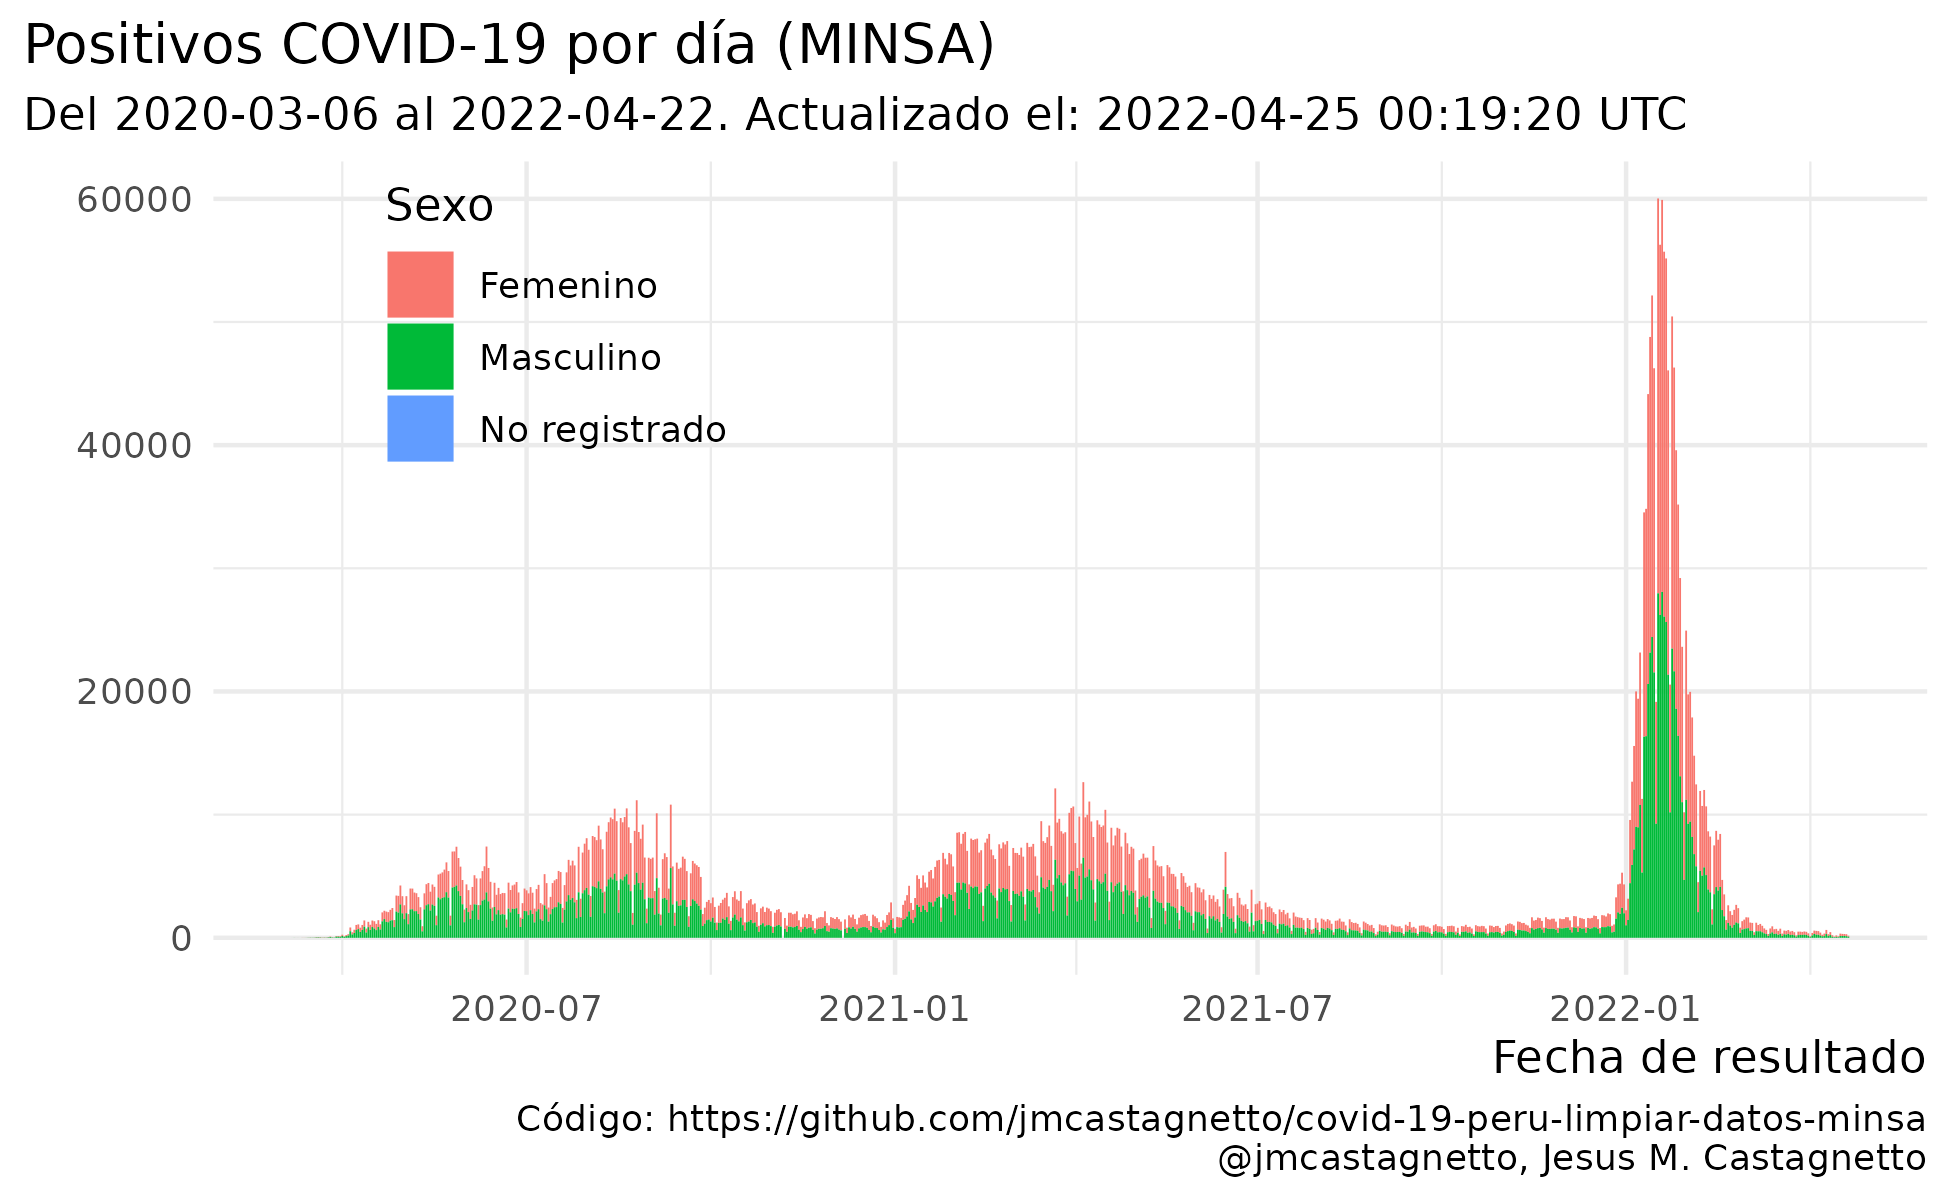 Positivos COVID-19 por día (MINSA)
Del 2020-03-06 al 2022-04-22. Actualizado el: 2022-04-25 00:19:20 UTC
60000
40000
20000
0
Sexo
Femenino
Masculino
No registrado
2020-07
2021-01
2021-07
2022-01
Fecha de resultado
Código: https://github.com/jmcastagnetto/covid-19-peru-limpiar-datos-minsa
@jmcastagnetto, Jesus M. Castagnetto